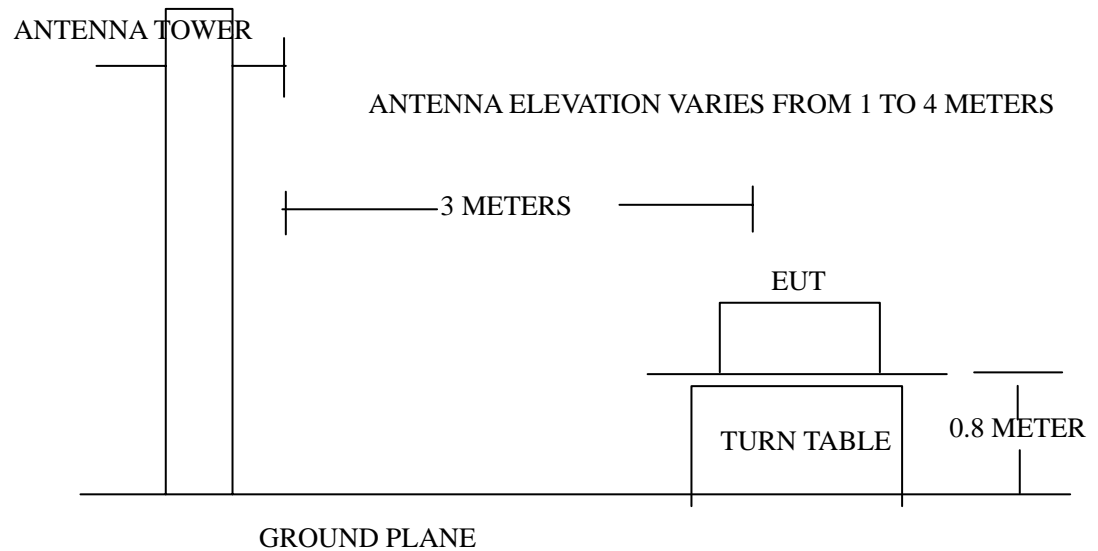 ANTENNA TOWER
ANTENNA ELEVATION VARIES FROM 1 TO 4 METERS
3 METERS
EUT
0.8 METER
TURN TABLE
GROUND PLANE